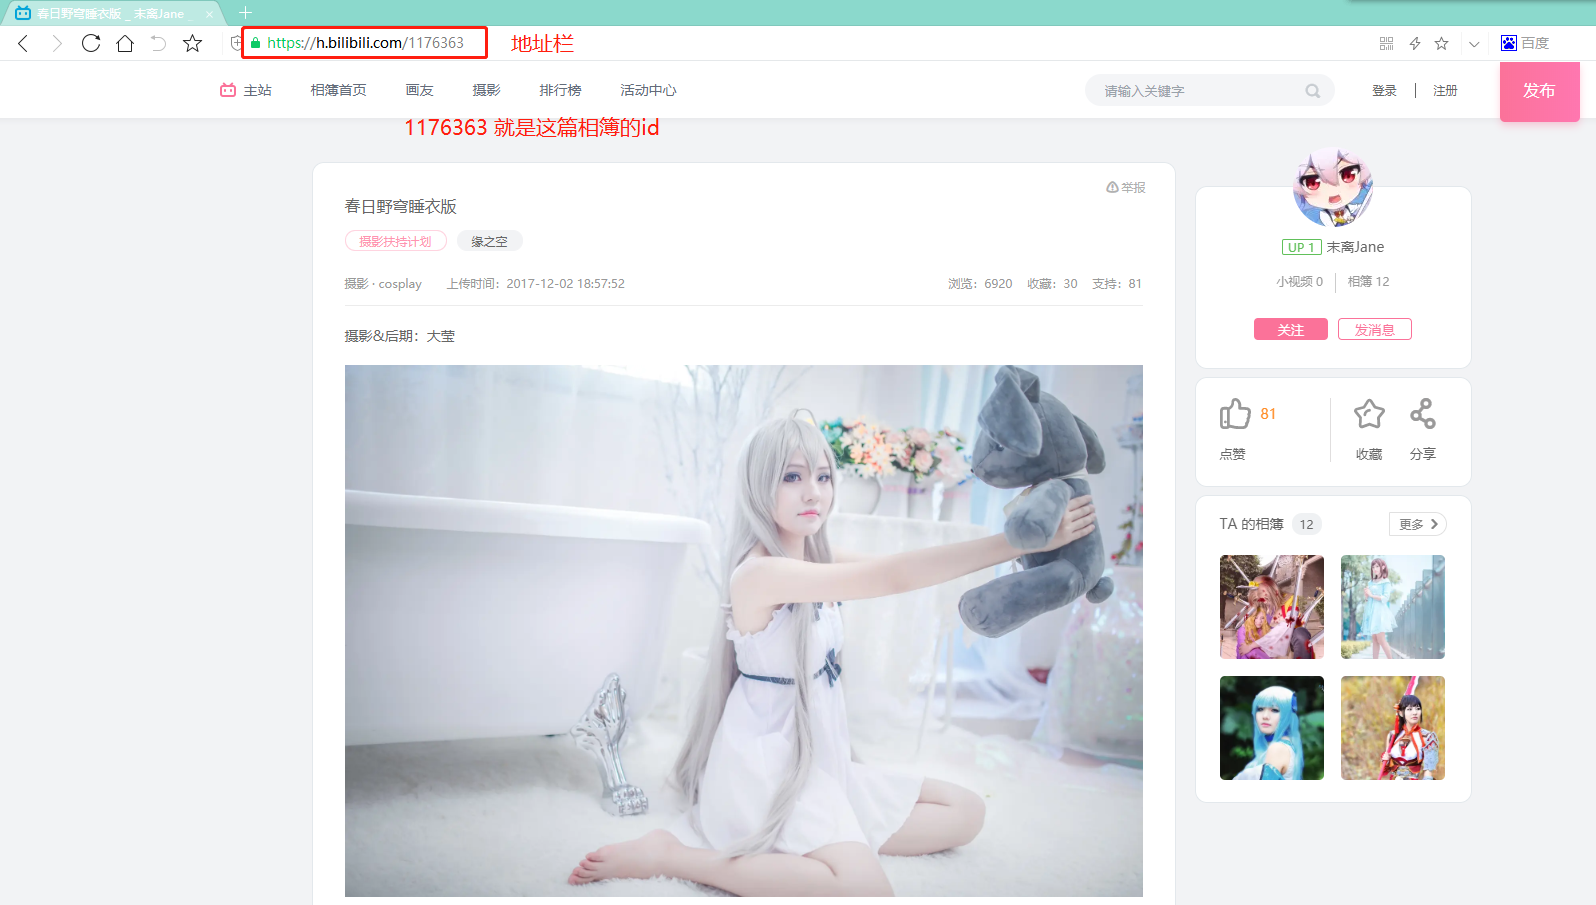 春日野穹睡衣版 _ 末离Jane _
https://h.bilibili.com/1176363
地址栏
百度
主站
相簿首页
画友
摄影
排行榜
活动中心
请输入关键字
登录
注册
发布
1176363 就是这篇相簿的id
举报
春日野穹睡衣版
摄影扶持计划
缘之空
摄影 · cosplay
上传时间：2017-12-02 18:57:52
浏览：6920
收藏：30
支持：81
摄影&后期：大莹
UP 1 末离Jane
小视频 0
相簿 12
关注
发消息
81
点赞
收藏
分享
TA 的相簿 12
更多